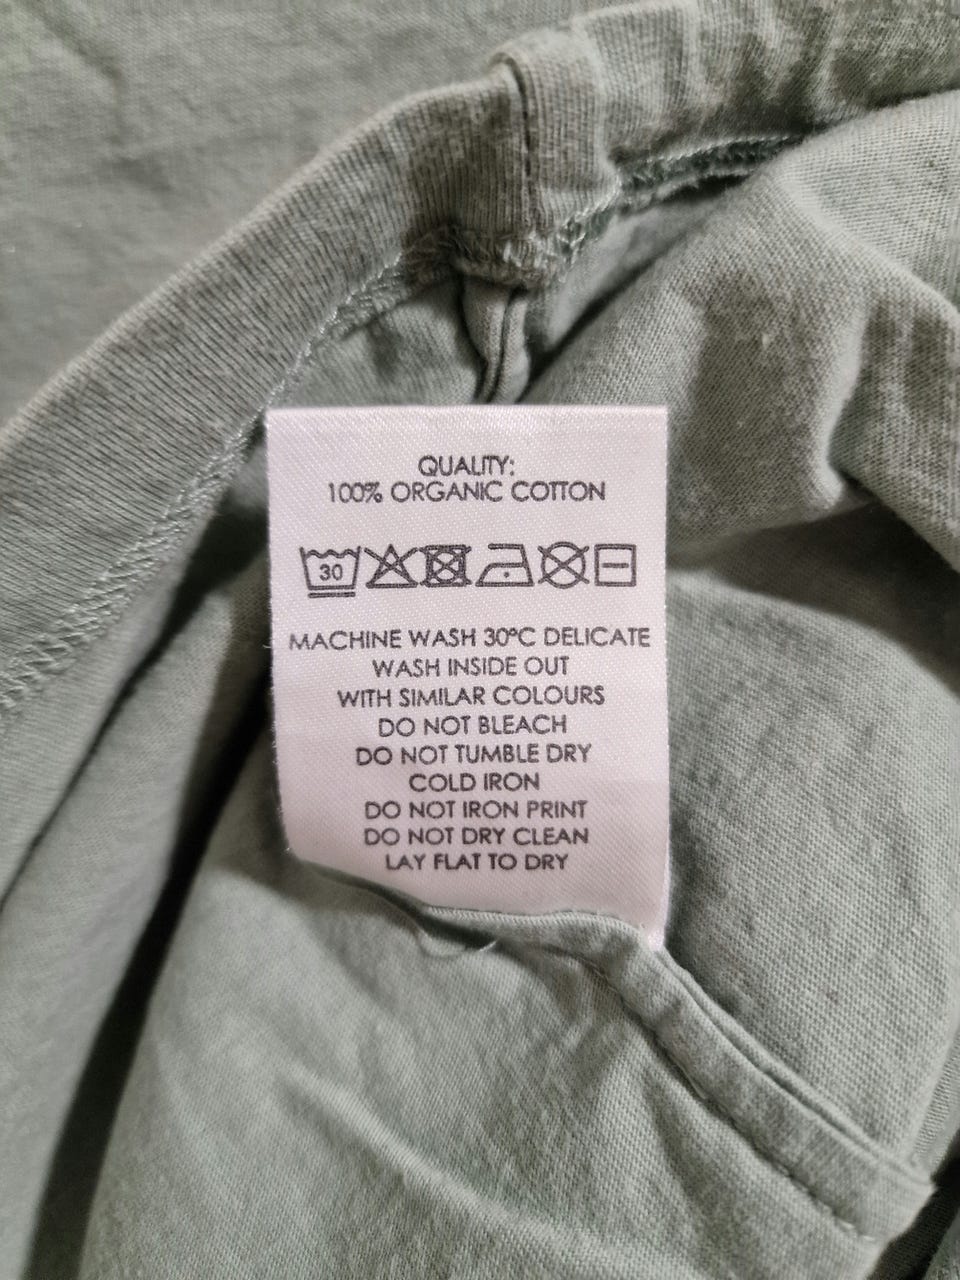 QUALITY:
100% ORGANIC COTTON
30
MACHINE WASH 30°C DELICATE
WASH INSIDE OUT
WITH SIMILAR COLOURS
DO NOT BLEACH
DO NOT TUMBLE DRY
COLD IRON
DO NOT IRON PRINT
DO NOT DRY CLEAN
LAY FLAT TO DRY